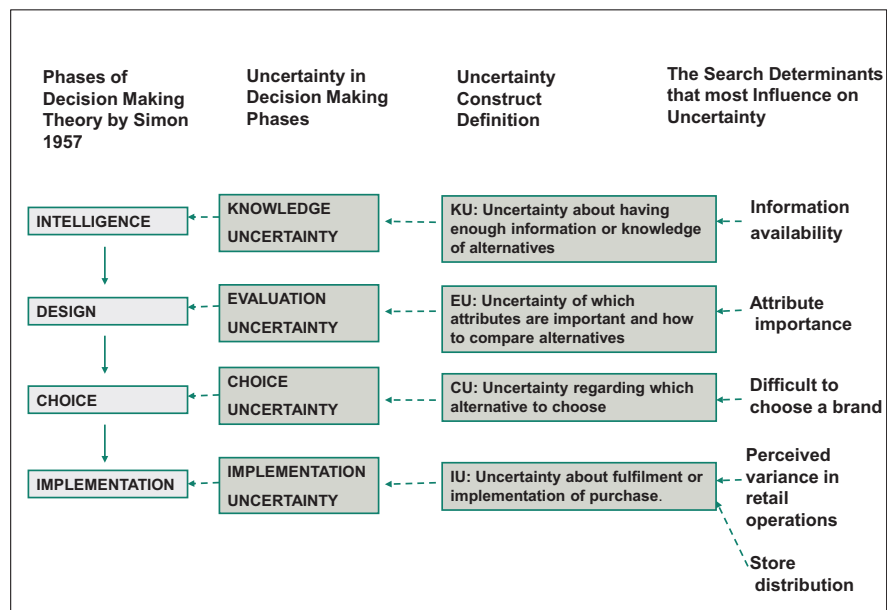 Phases of
Decision Making
Theory by Simon
1957
Uncertainty in
Decision Making
Phases
Uncertainty
Construct
Definition
The Search Determinants
that most Influence on
Uncertainty
INTELLIGENCE
KNOWLEDGE
UNCERTAINTY
KU: Uncertainty about having
enough information or knowledge
of alternatives
Information
availability
DESIGN
EVALUATION
UNCERTAINTY
EU: Uncertainty of which
attributes are important and how
to compare alternatives
Attribute
importance
CHOICE
CHOICE
UNCERTAINTY
CU: Uncertainty regarding which
alternative to choose
Difficult to
choose a brand
IMPLEMENTATION
IMPLEMENTATION
UNCERTAINTY
IU: Uncertainty about fulfilment or
implementation of purchase.
Perceived
variance in
retail
operations
Store
distribution